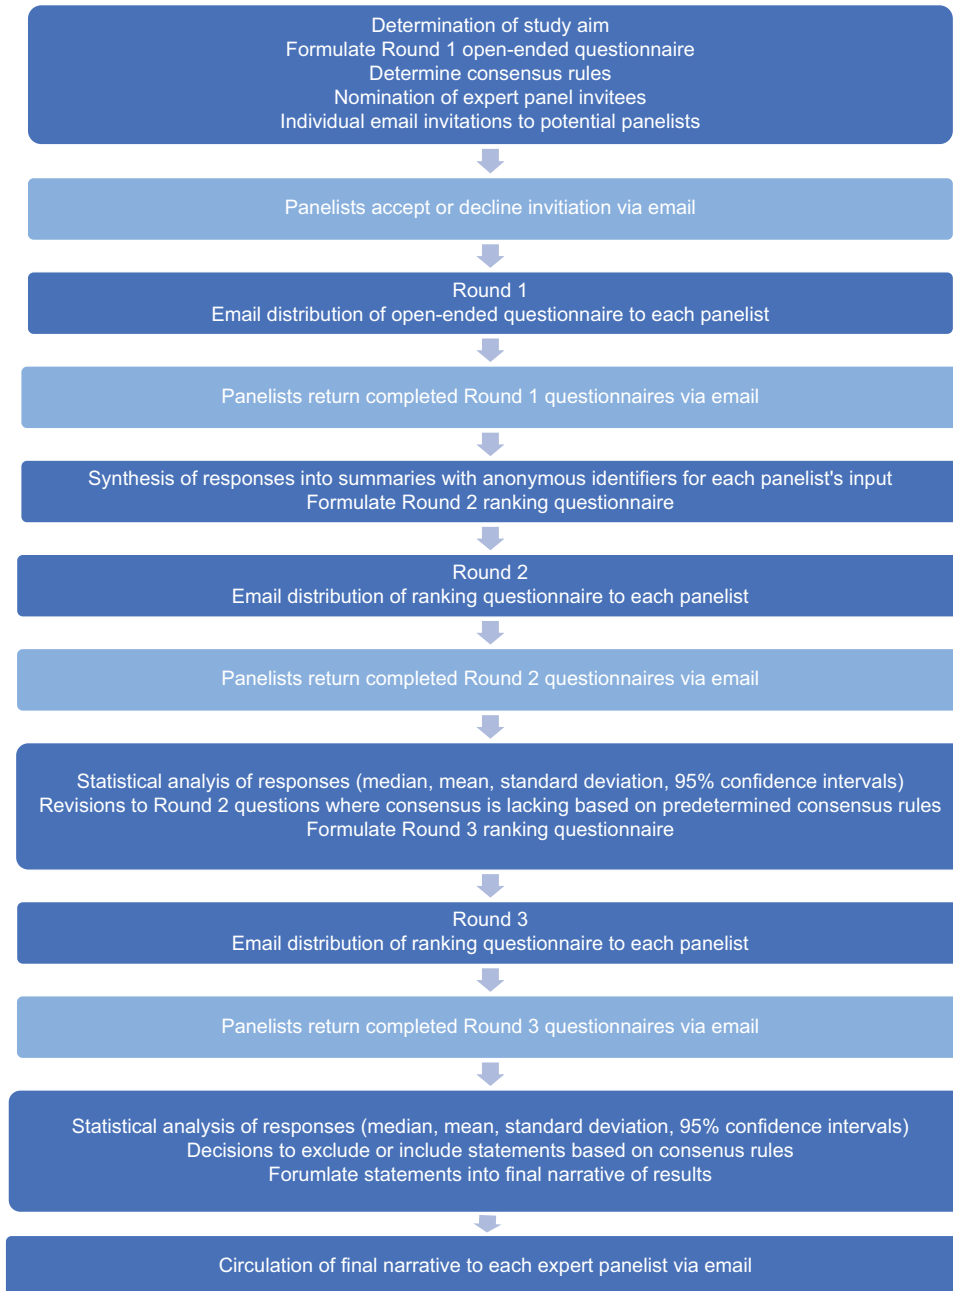 Determination of study aim
Formulate Round 1 open-ended questionnaire
Determine consensus rules
Nomination of expert panel invitees
Individual email invitations to potential panelists
Panelists accept or decline invitiation via email
Round 1
Email distribution of open-ended questionnaire to each panelist
Panelists return completed Round 1 questionnaires via email
Synthesis of responses into summaries with anonymous identifiers for each panelist's input
Formulate Round 2 ranking questionnaire
Round 2
Email distribution of ranking questionnaire to each panelist
Panelists return completed Round 2 questionnaires via email
Statistical analyis of responses (median, mean, standard deviation, 95% confidence intervals)
Revisions to Round 2 questions where consensus is lacking based on predetermined consensus rules
Formulate Round 3 ranking questionnaire
Round 3
Email distribution of ranking questionnaire to each panelist
Panelists return completed Round 3 questionnaires via email
Statistical analysis of responses (median, mean, standard deviation, 95% confidence intervals)
Decisions to exclude or include statements based on consenus rules
Forumlate statements into final narrative of results
Circulation of final narrative to each expert panelist via email